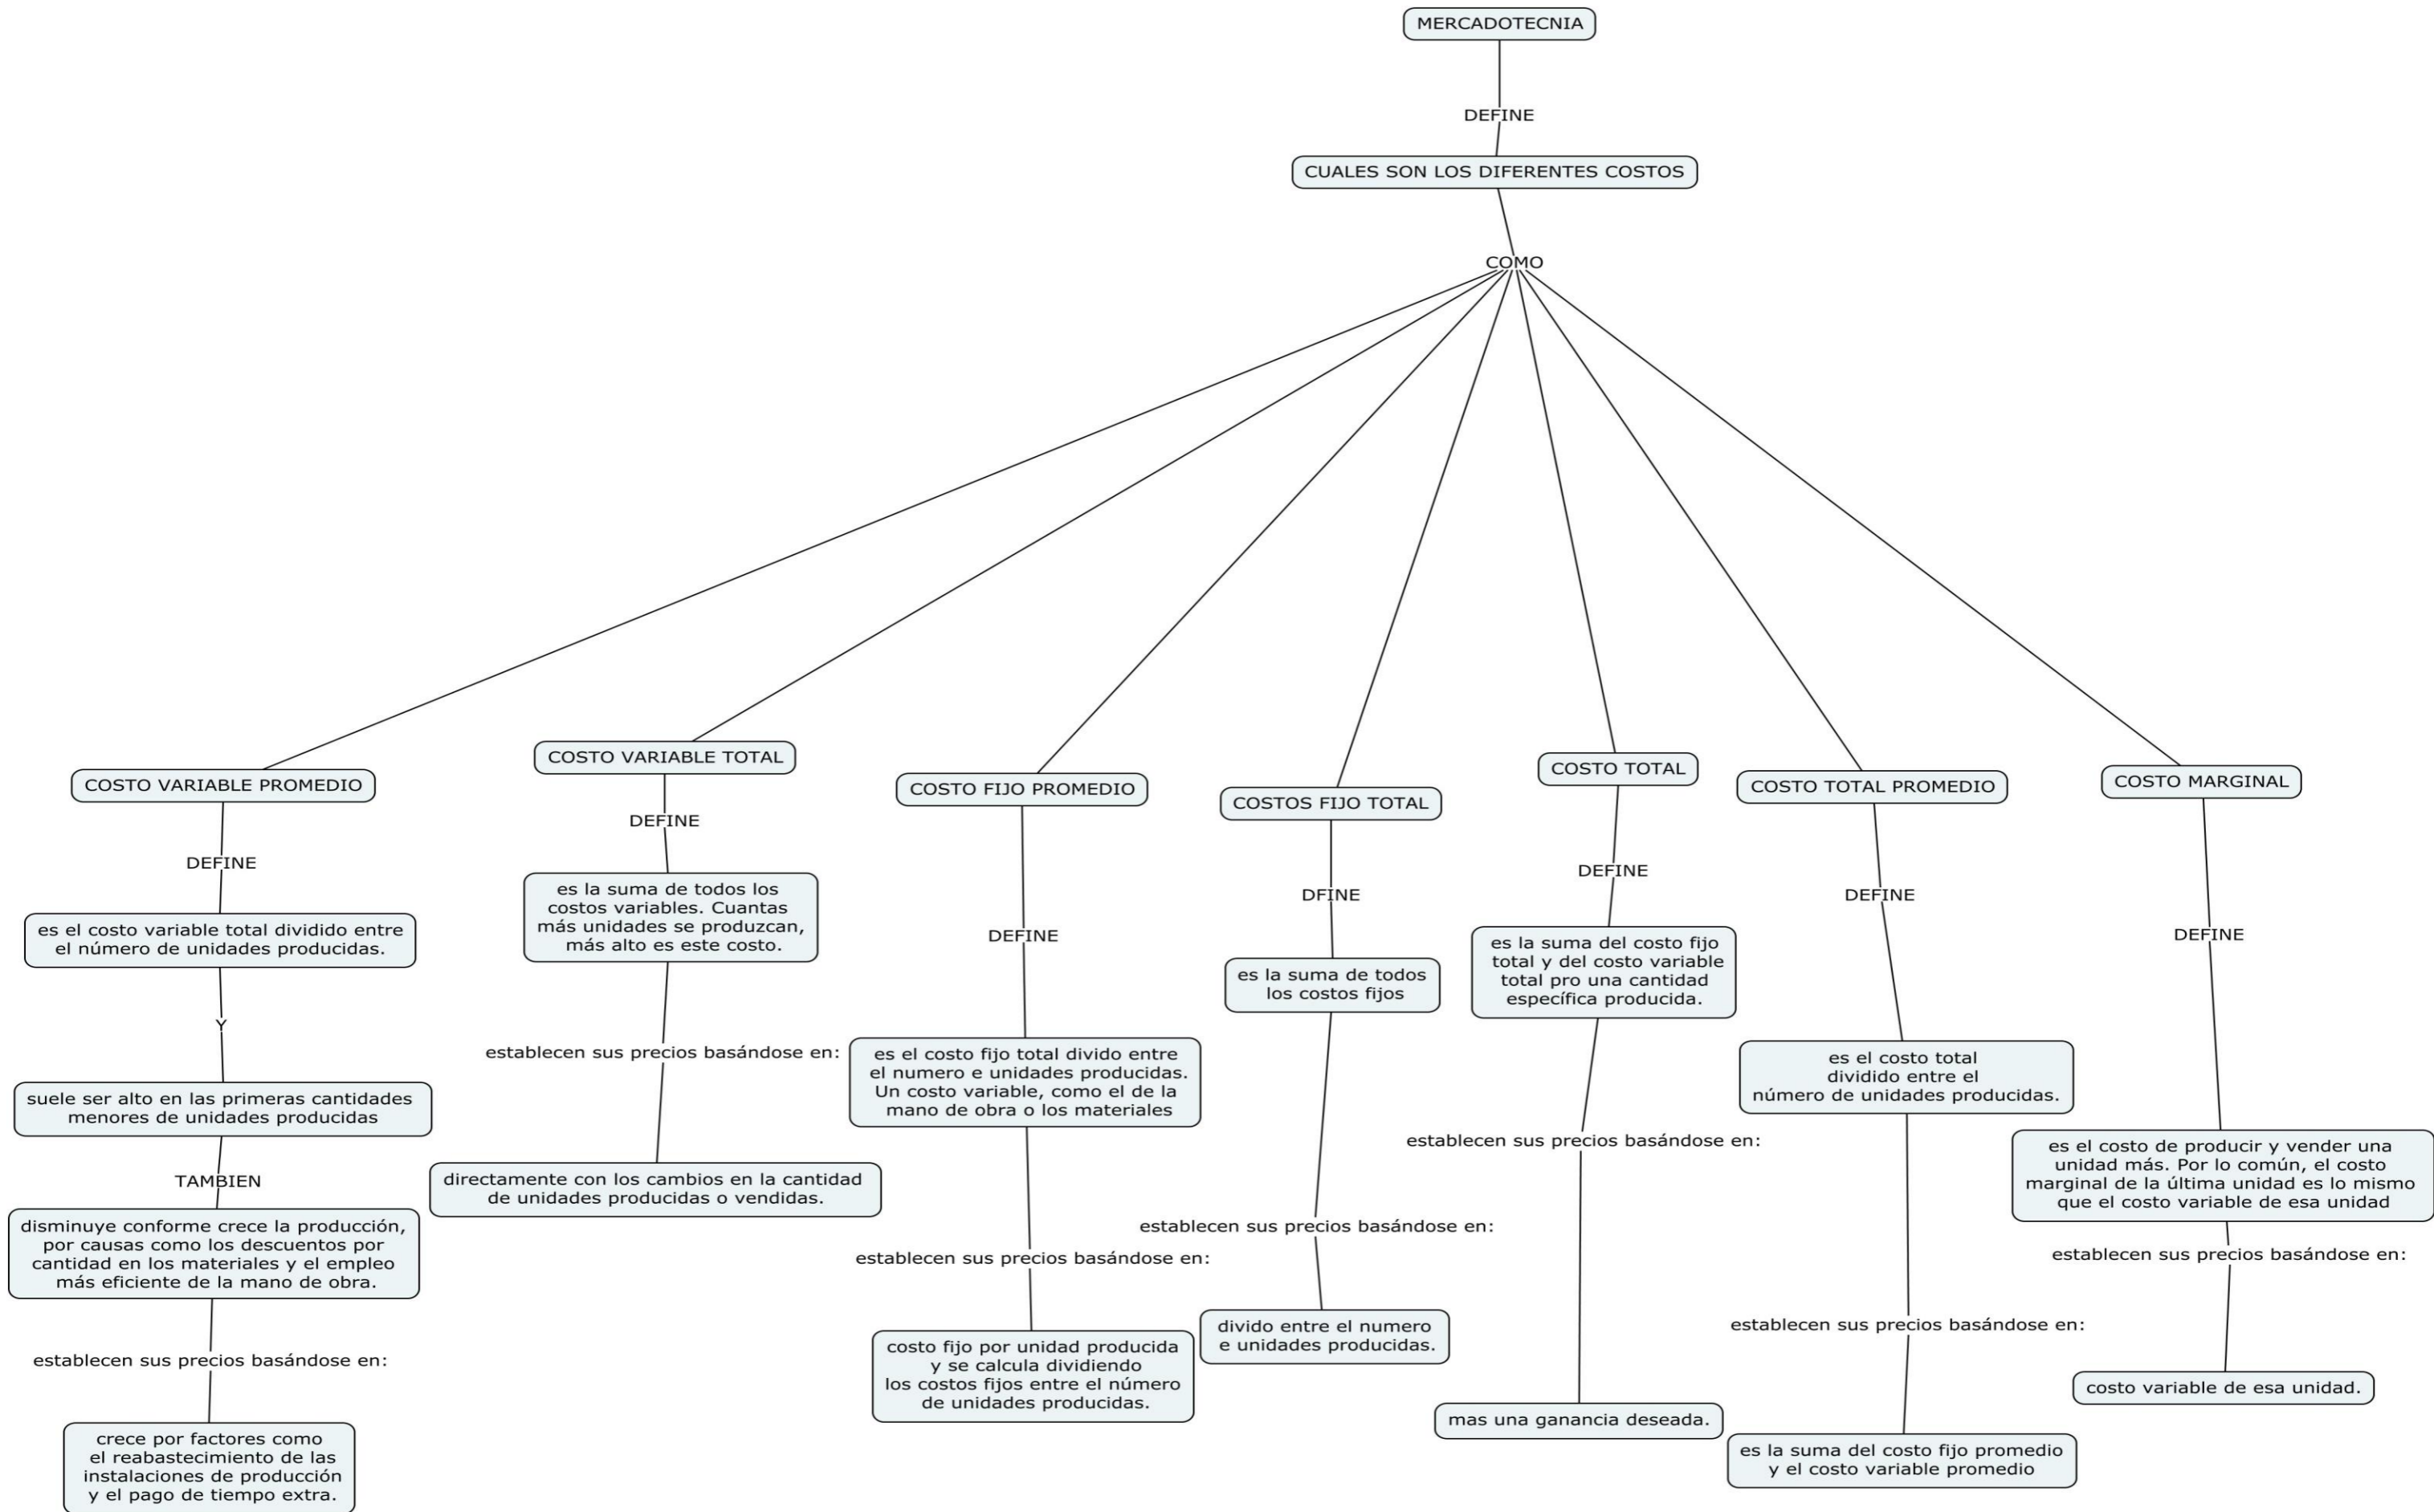 MERCADOTECNIA
DEFINE
CUALES SON LOS DIFERENTES COSTOS
COMO
COSTO VARIABLE PROMEDIO
DEFINE
es el costo variable total dividido entre
el número de unidades producidas.
Y
suele ser alto en las primeras cantidades
menores de unidades producidas
TAMBIEN
disminuye conforme crece la producción,
por causas como los descuentos por
cantidad en los materiales y el empleo
más eficiente de la mano de obra.
establecen sus precios basándose en:
crece por factores como
el reabastecimiento de las
instalaciones de producción
y el pago de tiempo extra.
COSTO VARIABLE TOTAL
DEFINE
es la suma de todos los
costos variables. Cuantas
más unidades se produzcan,
más alto es este costo.
establecen sus precios basándose en:
directamente con los cambios en la cantidad
de unidades producidas o vendidas.
COSTO FIJO PROMEDIO
DEFINE
es el costo fijo total divido entre
el numero e unidades producidas.
Un costo variable, como el de la
mano de obra o los materiales
establecen sus precios basándose en:
costo fijo por unidad producida
y se calcula dividiendo
los costos fijos entre el número
de unidades producidas.
COSTOS FIJO TOTAL
DFINE
es la suma de todos
los costos fijos
establecen sus precios basándose en:
divido entre el numero
e unidades producidas.
COSTO TOTAL
DEFINE
es la suma del costo fijo
total y del costo variable
total pro una cantidad
específica producida.
establecen sus precios basándose en:
mas una ganancia deseada.
COSTO TOTAL PROMEDIO
DEFINE
es el costo total
dividido entre el
número de unidades producidas.
establecen sus precios basándose en:
es la suma del costo fijo promedio
y el costo variable promedio
COSTO MARGINAL
DEFINE
es el costo de producir y vender una
unidad más. Por lo común, el costo
marginal de la última unidad es lo mismo
que el costo variable de esa unidad
establecen sus precios basándose en:
costo variable de esa unidad.